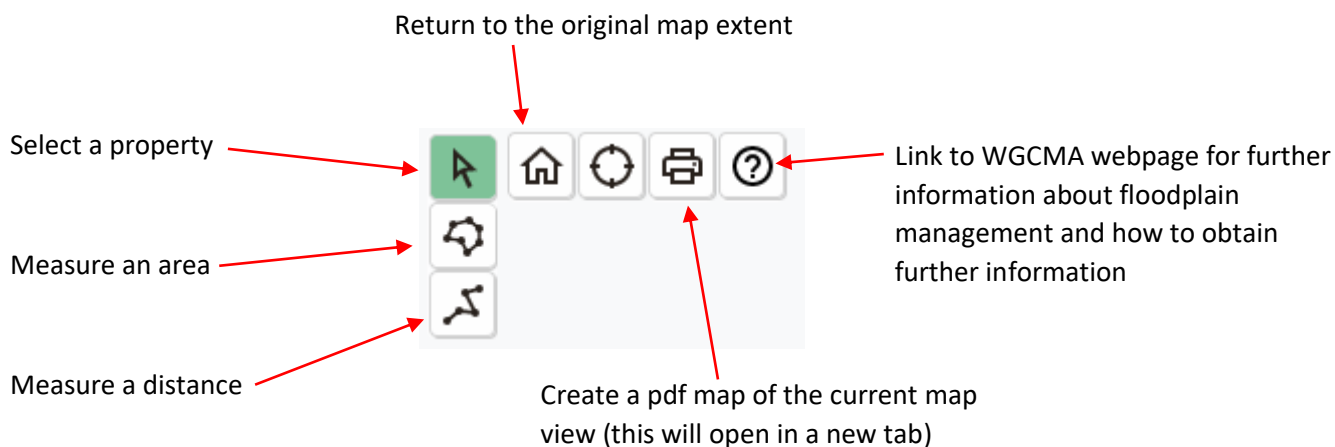 Return to the original map extent
Select a property
Link to WGCMA webpage for further
information about floodplain
management and how to obtain
further information
Measure an area
Measure a distance
Create a pdf map of the current map
view (this will open in a new tab)